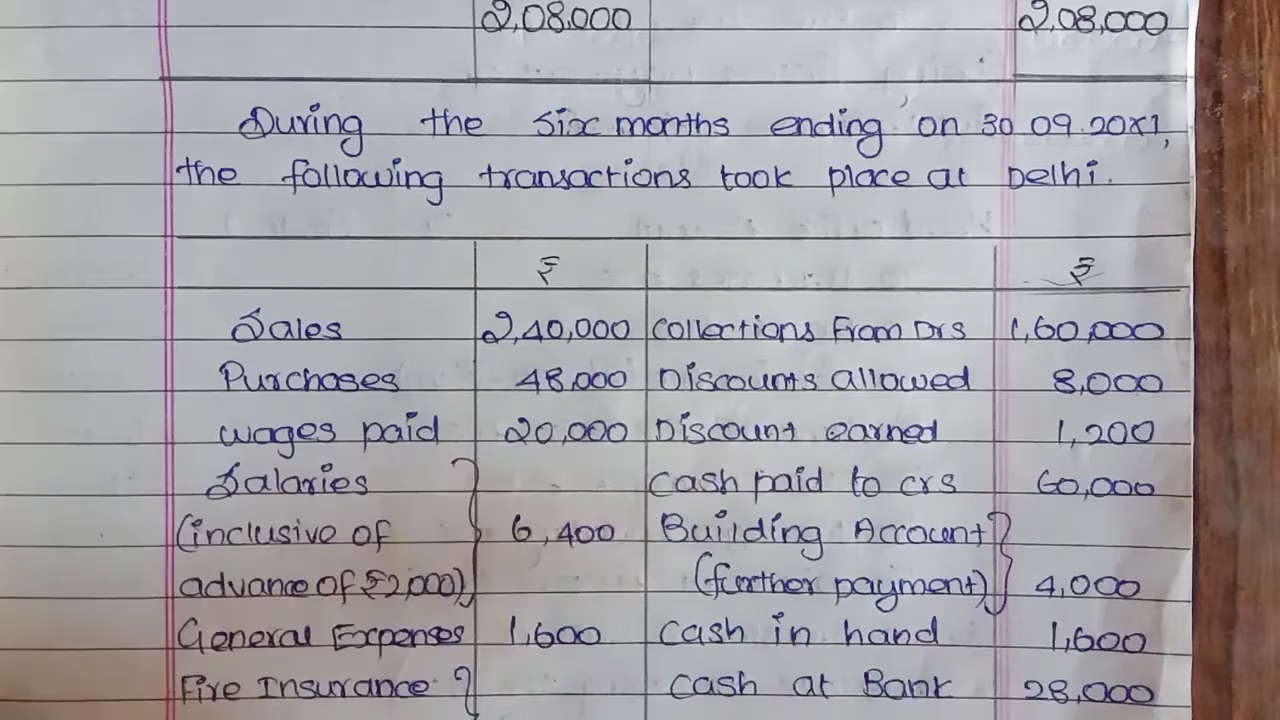 2,08,000 2,08,000
During the six months ending on 30 09.20x1,
the following transactions took place at Delhi.
₹ ₹
Sales 2,40,000 Collections from Drs 1,60,000
Purchases 48,000 Discounts allowed 8,000
wages paid 20,000 Discount earned 1,200
Salaries Cash paid to crs 60,000
(inclusive of 6,400 Building Account
advance of ₹2,000) (further payment) 4,000
General Expenses 1,600 Cash in hand 1,600
Fire Insurance Cash at Bank 28,000